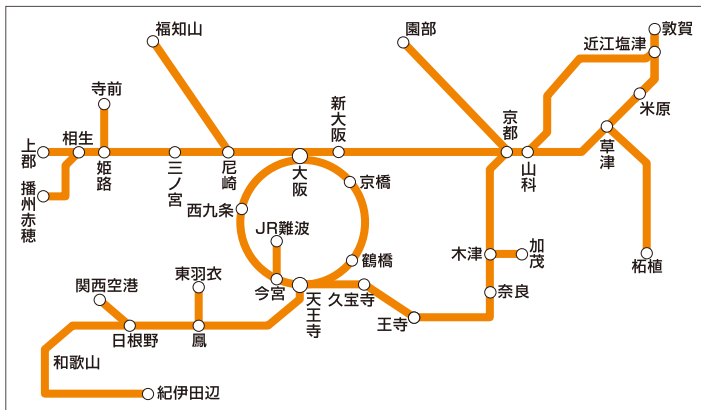 福知山
園部
敦賀
近江塩津
寺前
新大阪
京都
米原
上郡
相生
姫路
三ノ宮
尼崎
大阪
山科
草津
播州赤穂
京橋
西九条
JR難波
鶴橋
木津
加茂
柘植
関西空港
東羽衣
今宮
天王寺
久宝寺
王寺
奈良
日根野
鳳
和歌山
紀伊田辺